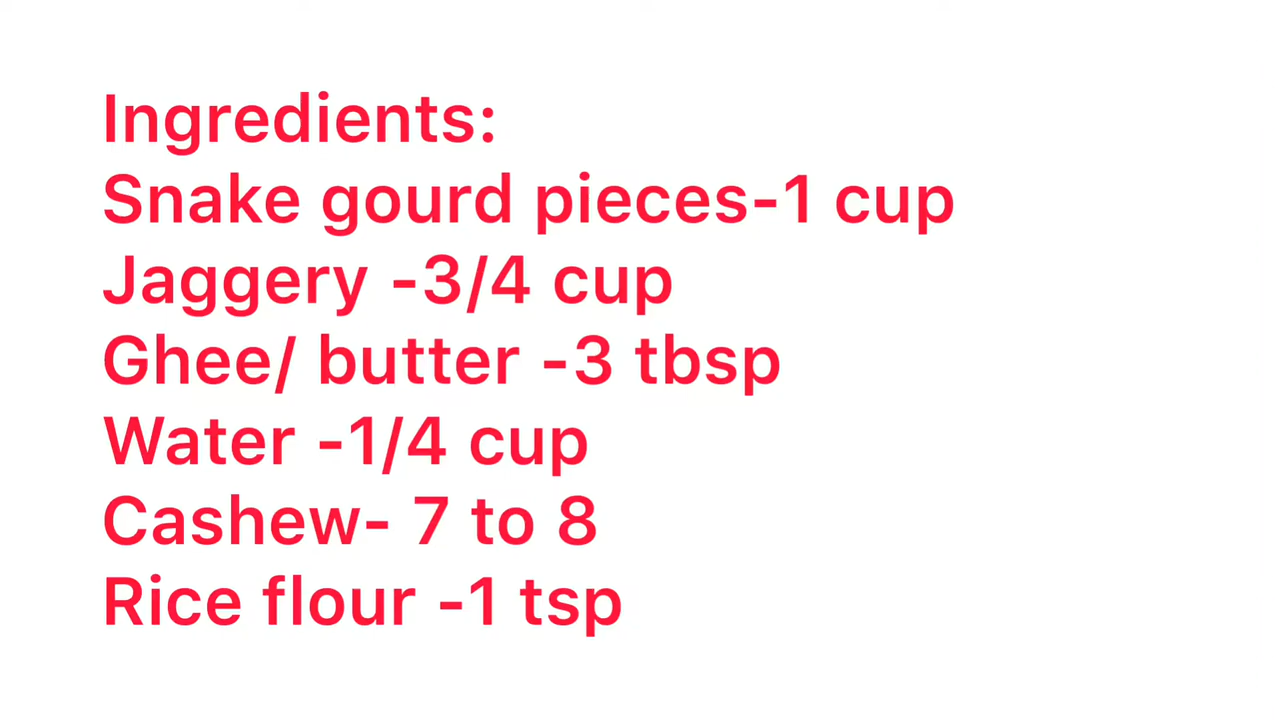 Ingredients:
Snake gourd pieces-1 cup
Jaggery -3/4 cup
Ghee/ butter -3 tbsp
Water -1/4 cup
Cashew- 7 to 8
Rice flour -1 tsp